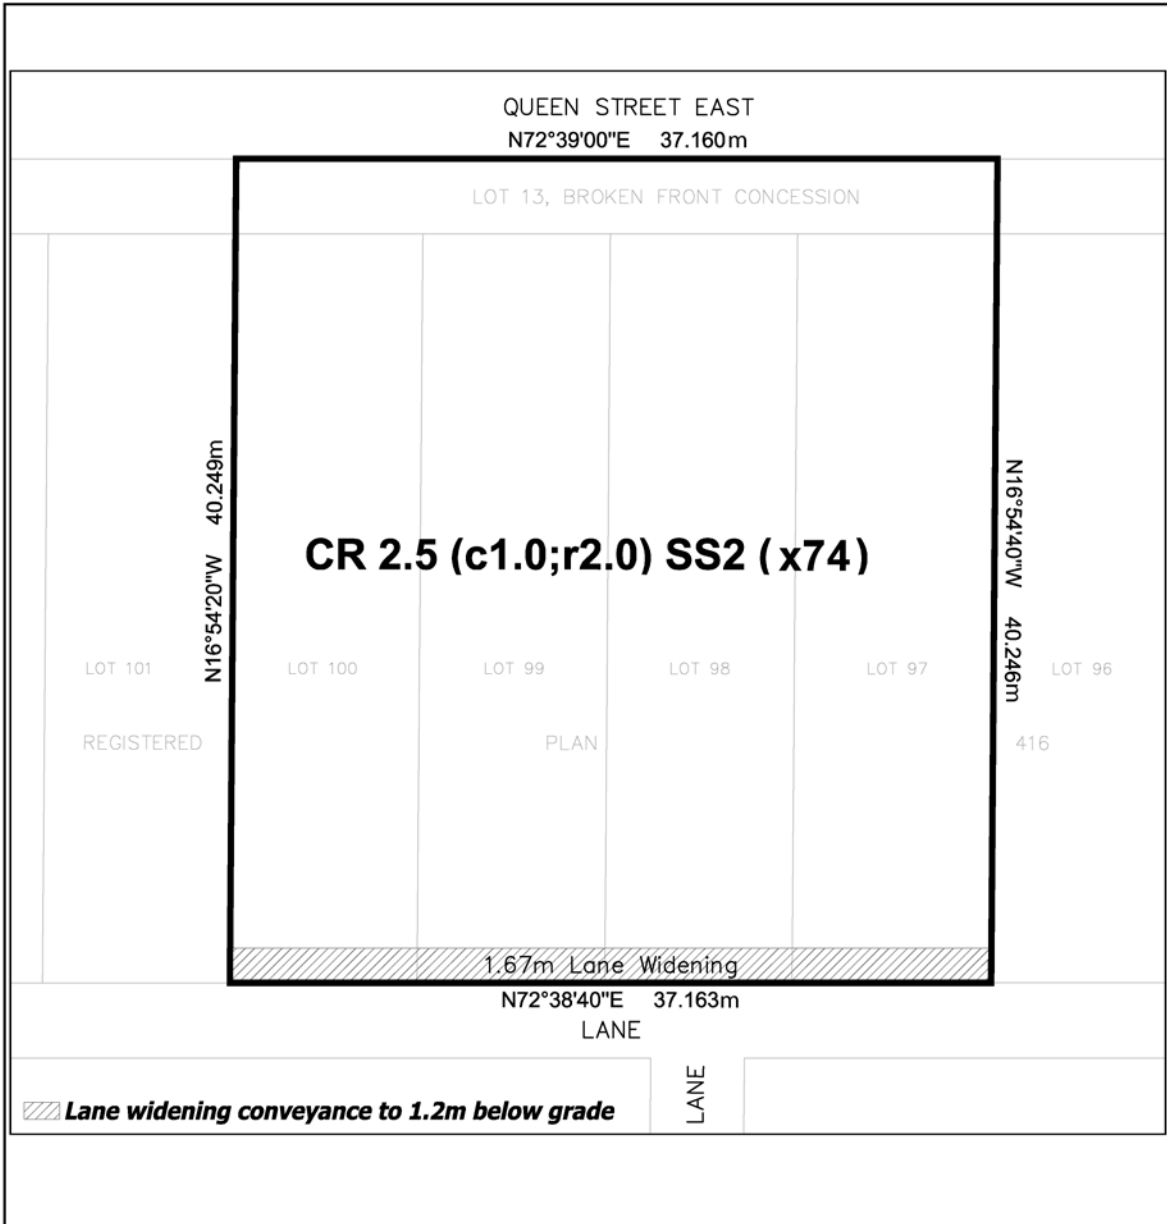 QUEEN STREET EAST
N72°39'00"E 37.160m
LOT 13, BROKEN FRONT CONCESSION
N16°54'20"W 40.249m
N16°54'40"W 40.246m
CR 2.5 (c1.0;r2.0) SS2 ( x74 )
LOT 101 LOT 100 LOT 99 LOT 98 LOT 97 LOT 96
REGISTERED PLAN 416
1.67m Lane Widening
N72°38'40"E 37.163m
LANE
LANE
Lane widening conveyance to 1.2m below grade